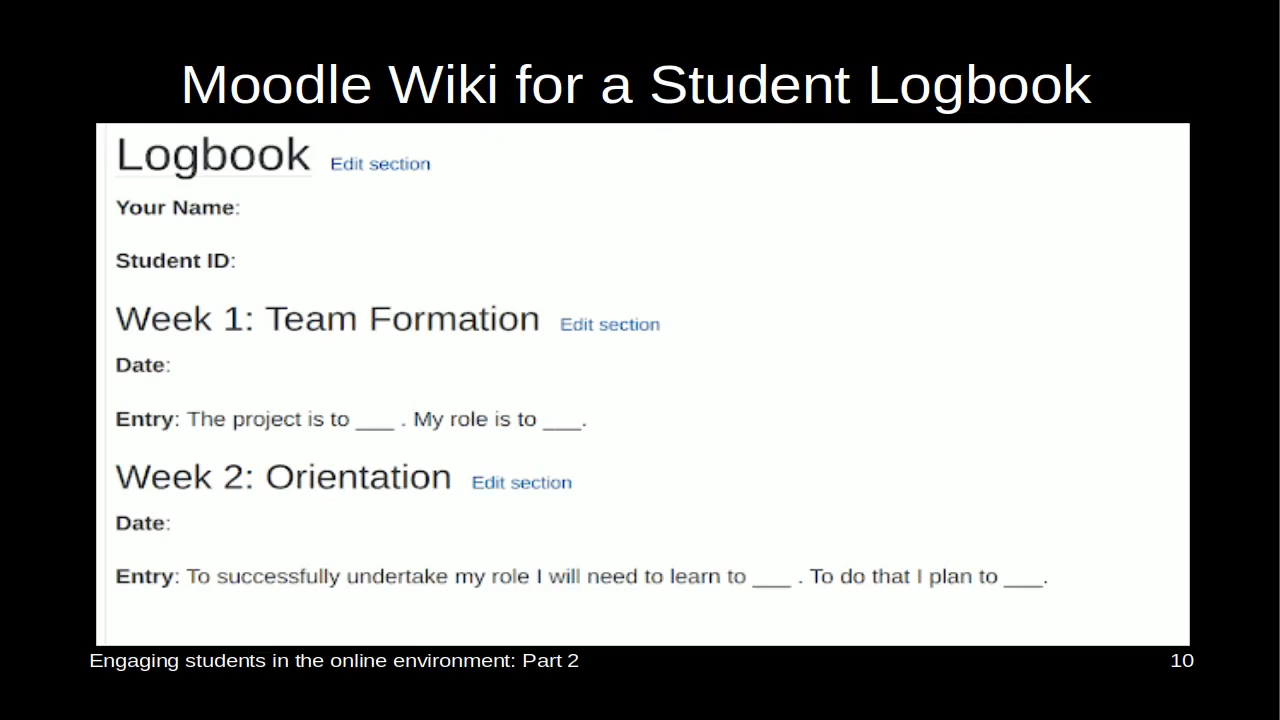 Moodle Wiki for a Student Logbook
Logbook Edit section
Your Name:
Student ID:
Week 1: Team Formation Edit section
Date:
Entry: The project is to ___ . My role is to ___.
Week 2: Orientation Edit section
Date:
Entry: To successfully undertake my role I will need to learn to ___ . To do that I plan to ___.
Engaging students in the online environment: Part 2 10